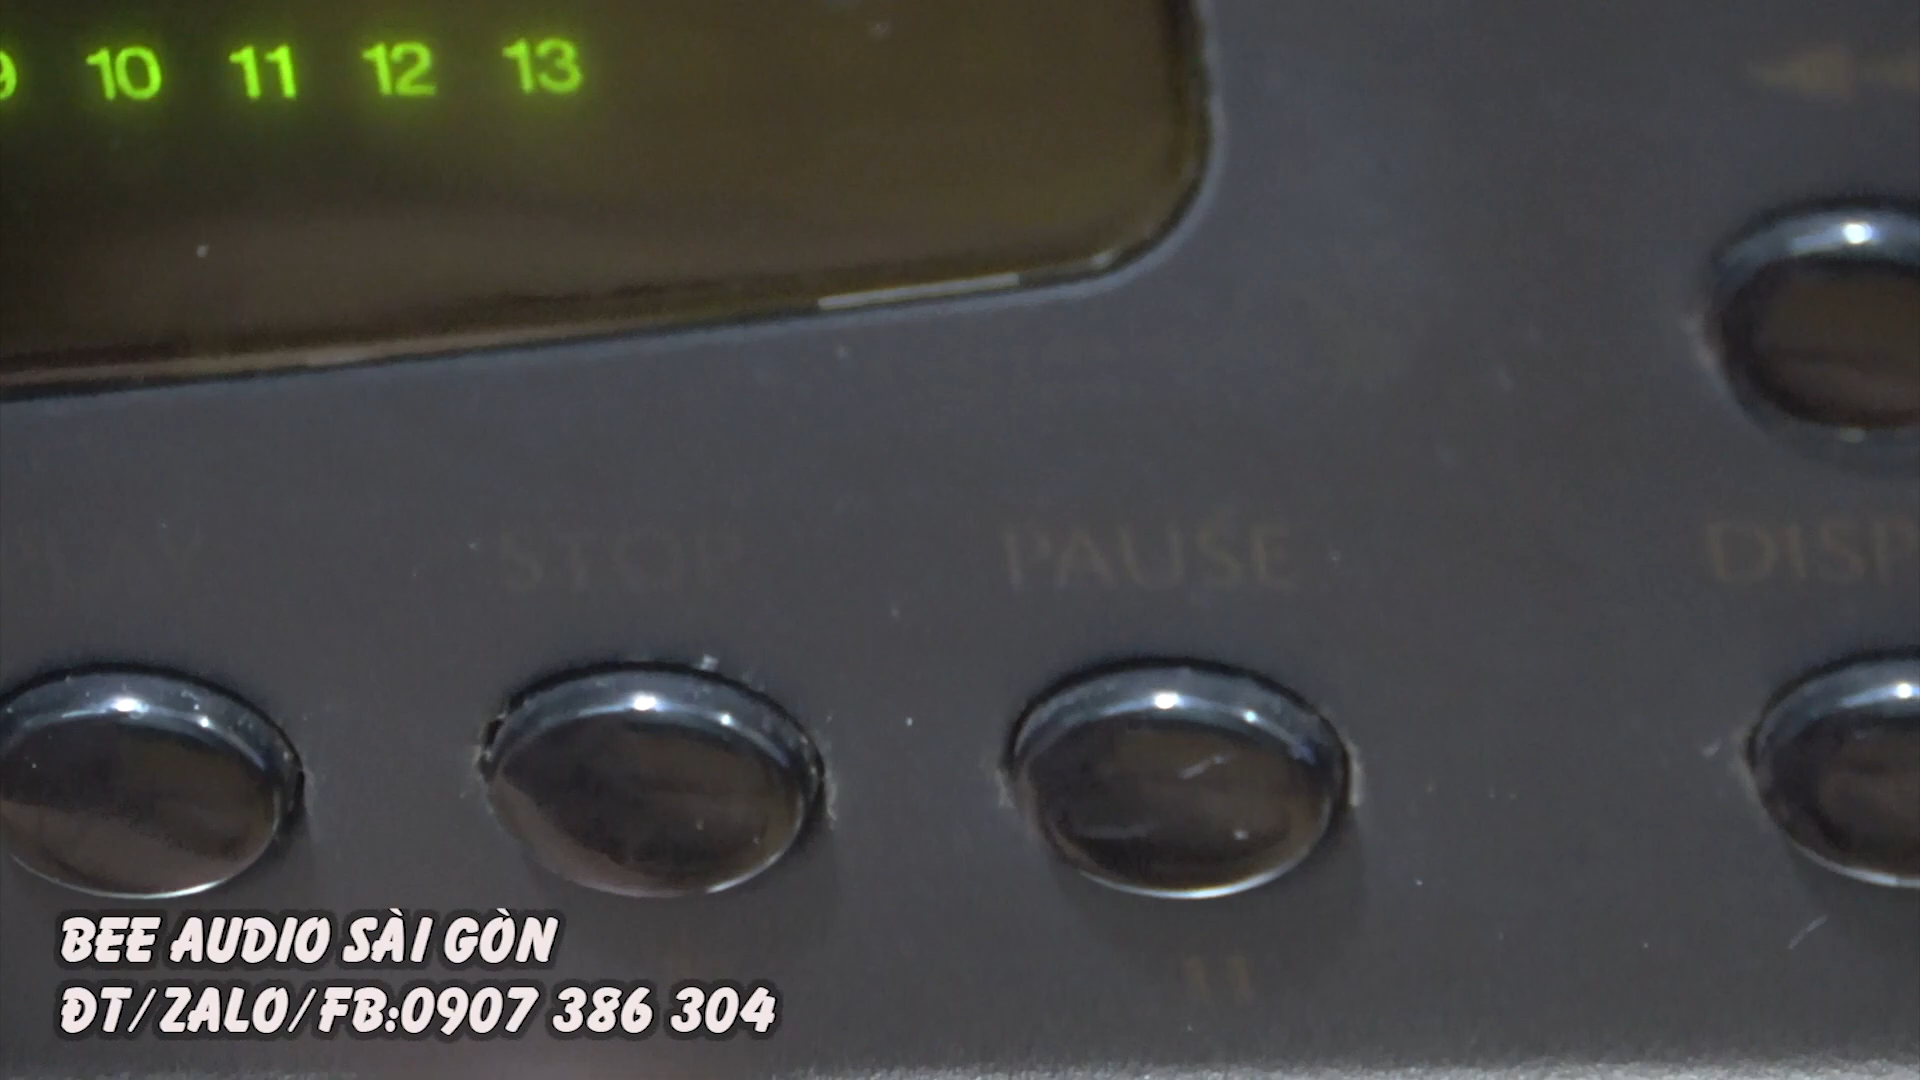 10 11 12 13
STOP PAUSE
BEE AUDIO SÀI GÒN
ĐT/ZALO/FB:0907 386 304